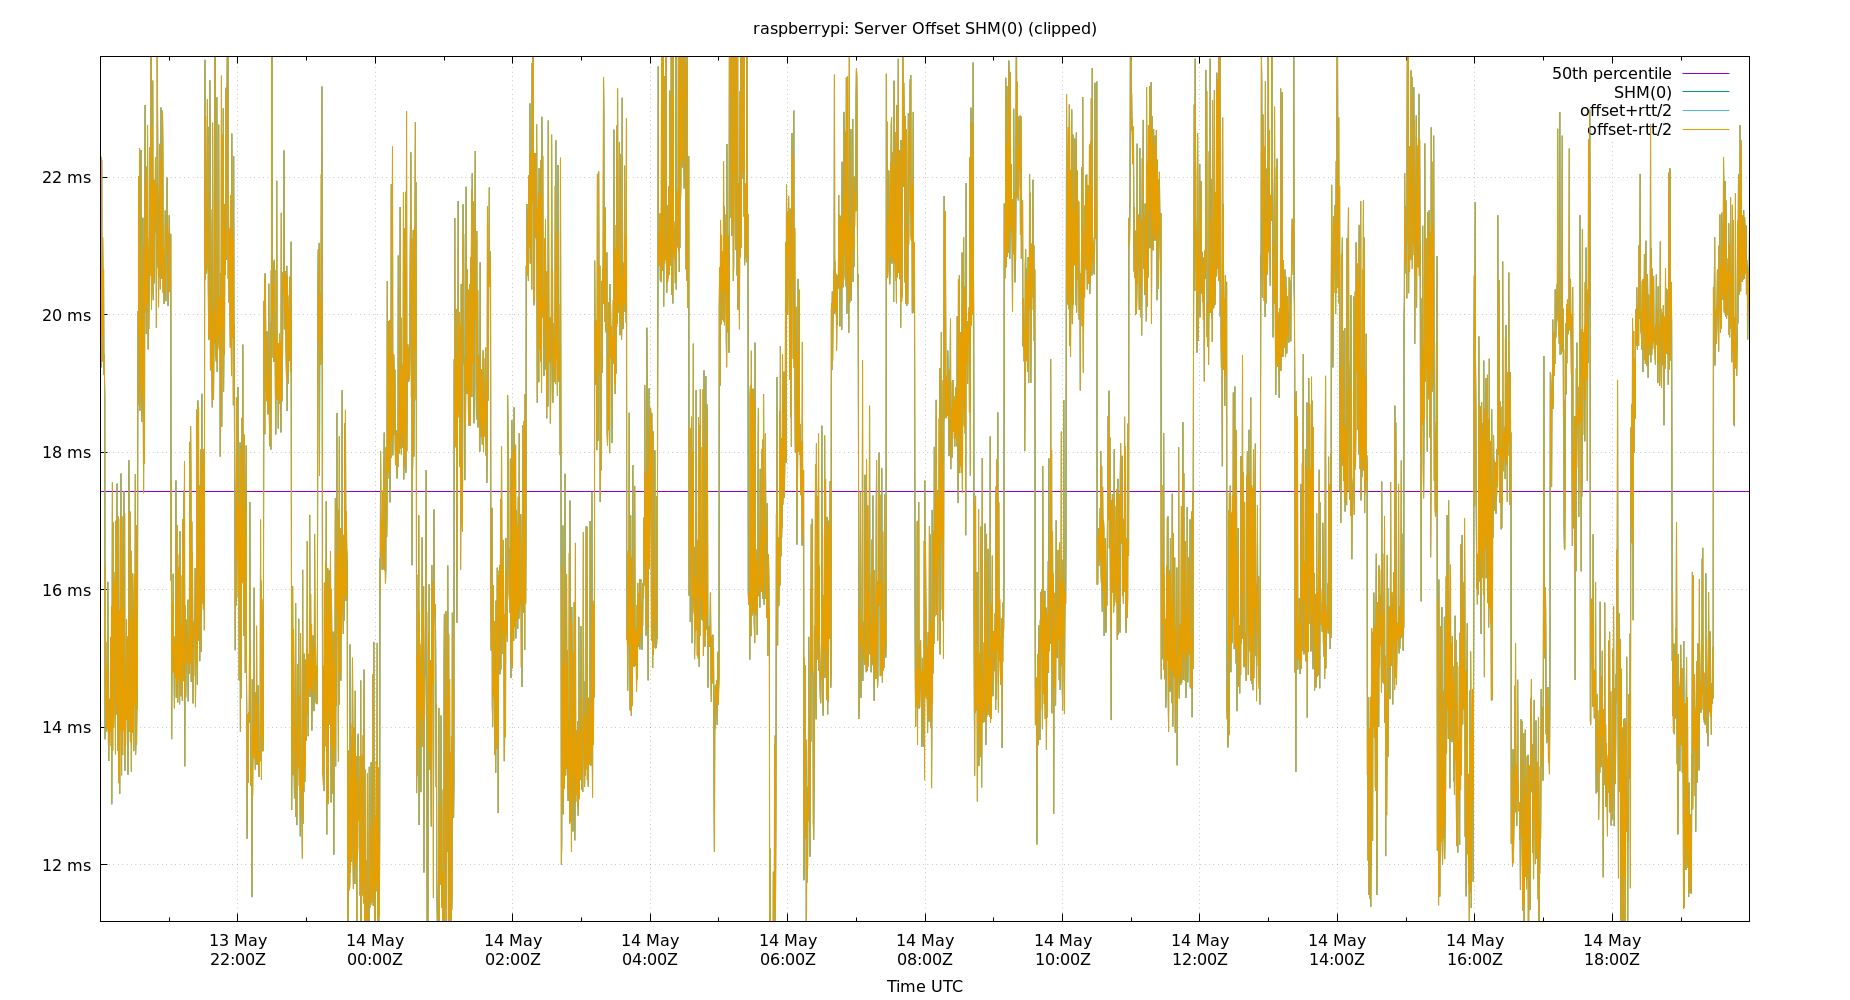 raspberrypi: Server Offset SHM(0) (clipped)
50th percentile
SHM(0)
offset+rtt/2
offset-rtt/2
22 ms
20 ms
18 ms
16 ms
14 ms
12 ms
13 May 14 May 14 May 14 May 14 May 14 May 14 May 14 May 14 May 14 May 14 May
22:00Z 00:00Z 02:00Z 04:00Z 06:00Z 08:00Z 10:00Z 12:00Z 14:00Z 16:00Z 18:00Z
Time UTC